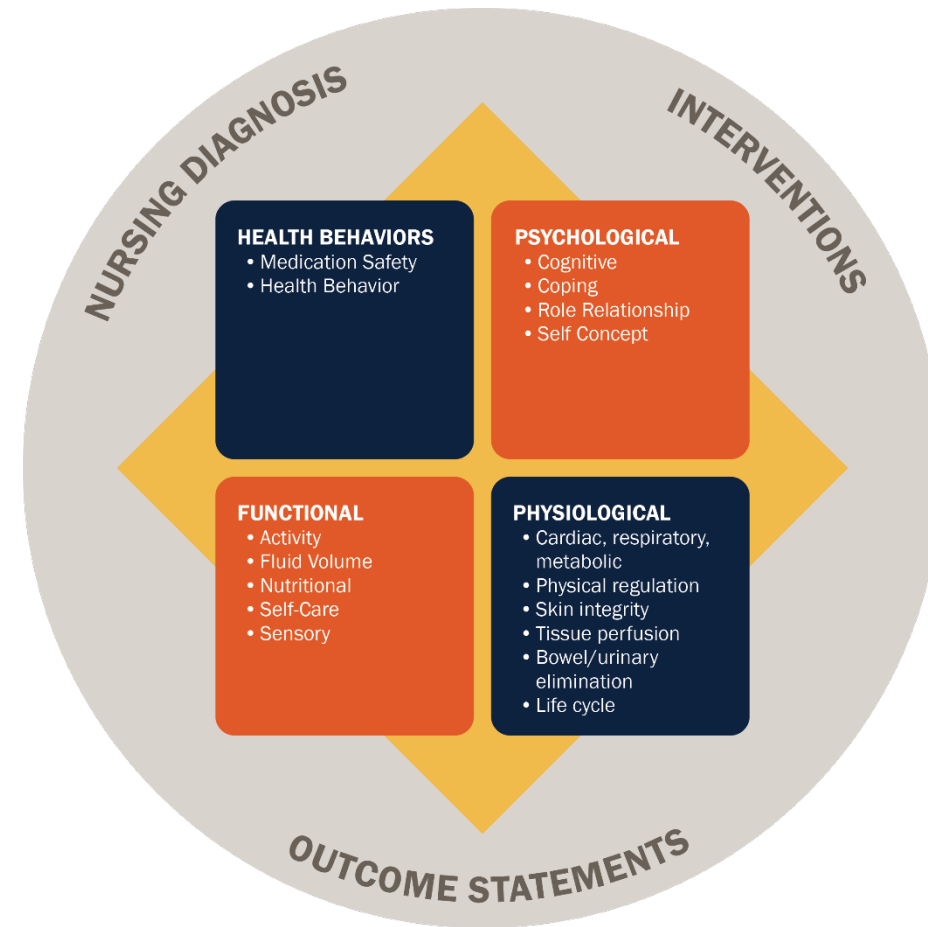 NURSING DIAGNOSIS
INTERVENTIONS
HEALTH BEHAVIORS
• Medication Safety
• Health Behavior
PSYCHOLOGICAL
• Cognitive
• Coping
• Role Relationship
• Self Concept
FUNCTIONAL
• Activity
• Fluid Volume
• Nutritional
• Self-Care
• Sensory
PHYSIOLOGICAL
• Cardiac, respiratory,
metabolic
• Physical regulation
• Skin integrity
• Tissue perfusion
• Bowel/urinary
elimination
• Life cycle
OUTCOME STATEMENTS